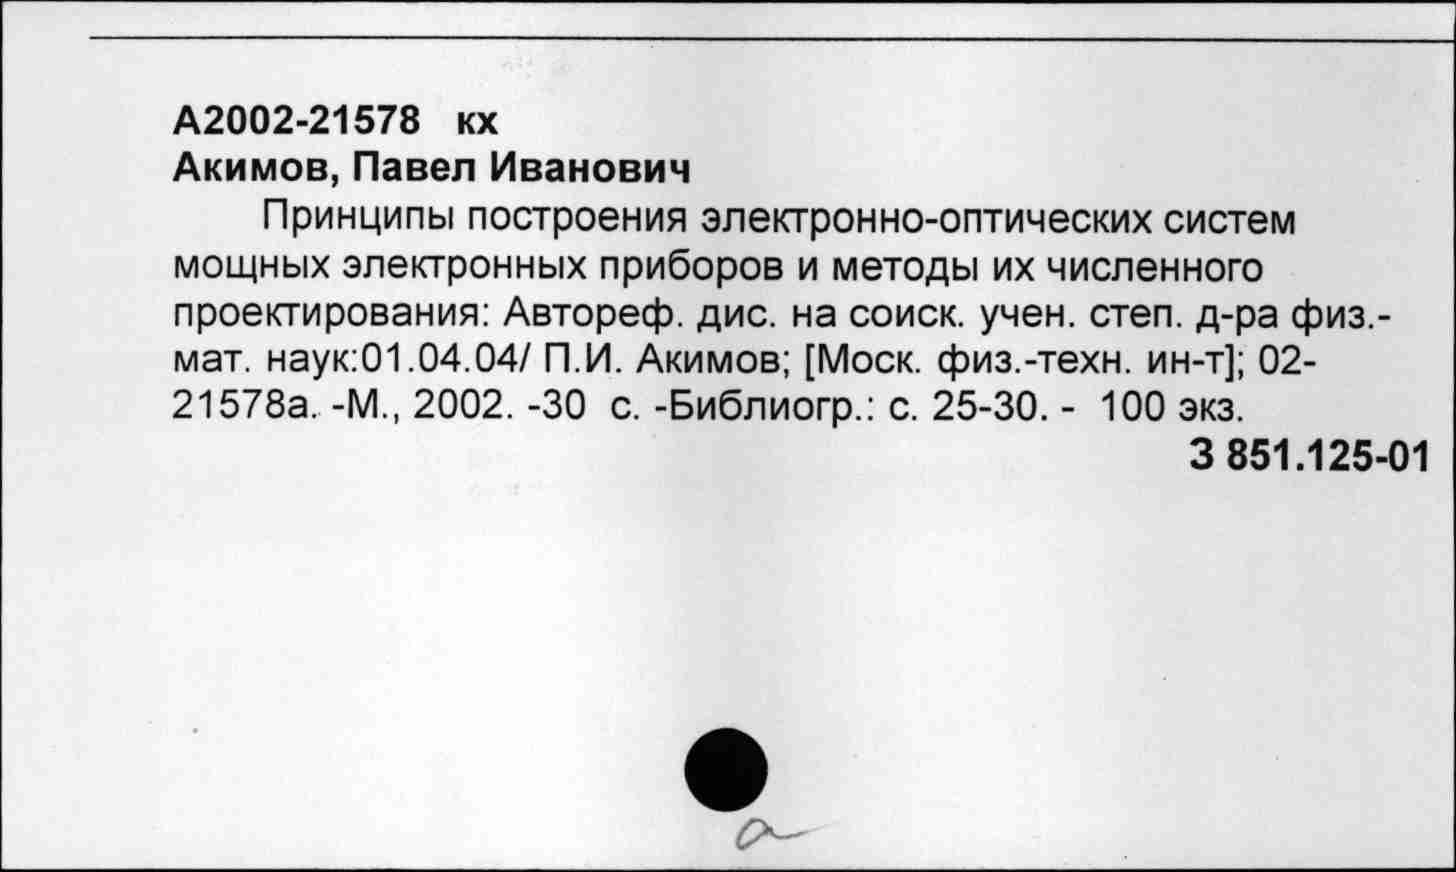 А2002-21578 кх
Акимов, Павел Иванович
Принципы построения электронно-оптических систем
мощных электронных приборов и методы их численного
проектирования: Автореф. дис. на соиск. учен. степ. д-ра физ.-
мат. наук:01.04.04/ П.И. Акимов; [Моск. физ.-техн. ин-т]; 02-
21578а. -М., 2002. -30 с. -Библиогр.: с. 25-30. - 100 экз.
З 851.125-01
а